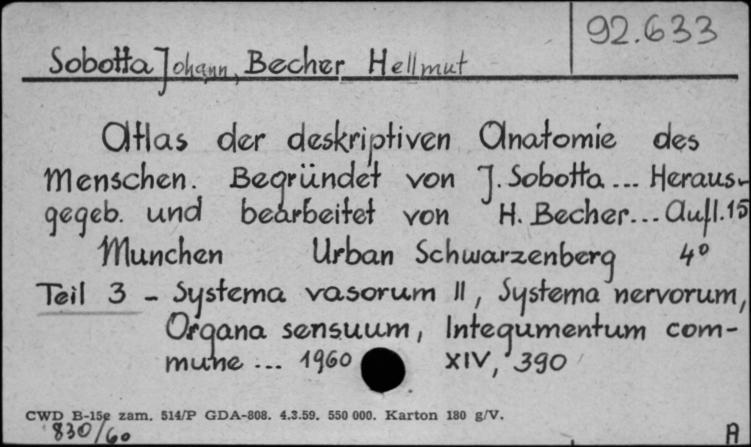 92.633
Sobotta Johann, Becher Hellmut
Atlas der deskriptiven Anatomie des
Menschen. Begründet von J. Sobotta... Heraus-
gegeb. und bearbeitet von H. Becher... Aufl. 15
Munchen Urban Schwarzenberg 4°
Teil 3 - Systema vasorum II, Systema nervorum,
Organa sensuum, Integumentum com-
mune ... 1960 XIV, 390
CWD B-15e zam. 514/P GDA-808. 4.3.59. 550 000. Karton 180 g/V.
830/60 A